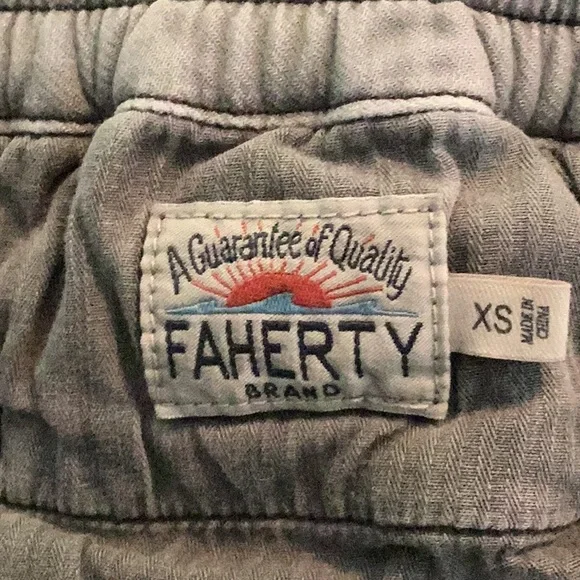 A Guarantee of Quality
FAHERTY
BRAND
XS
MADE IN
CHINA